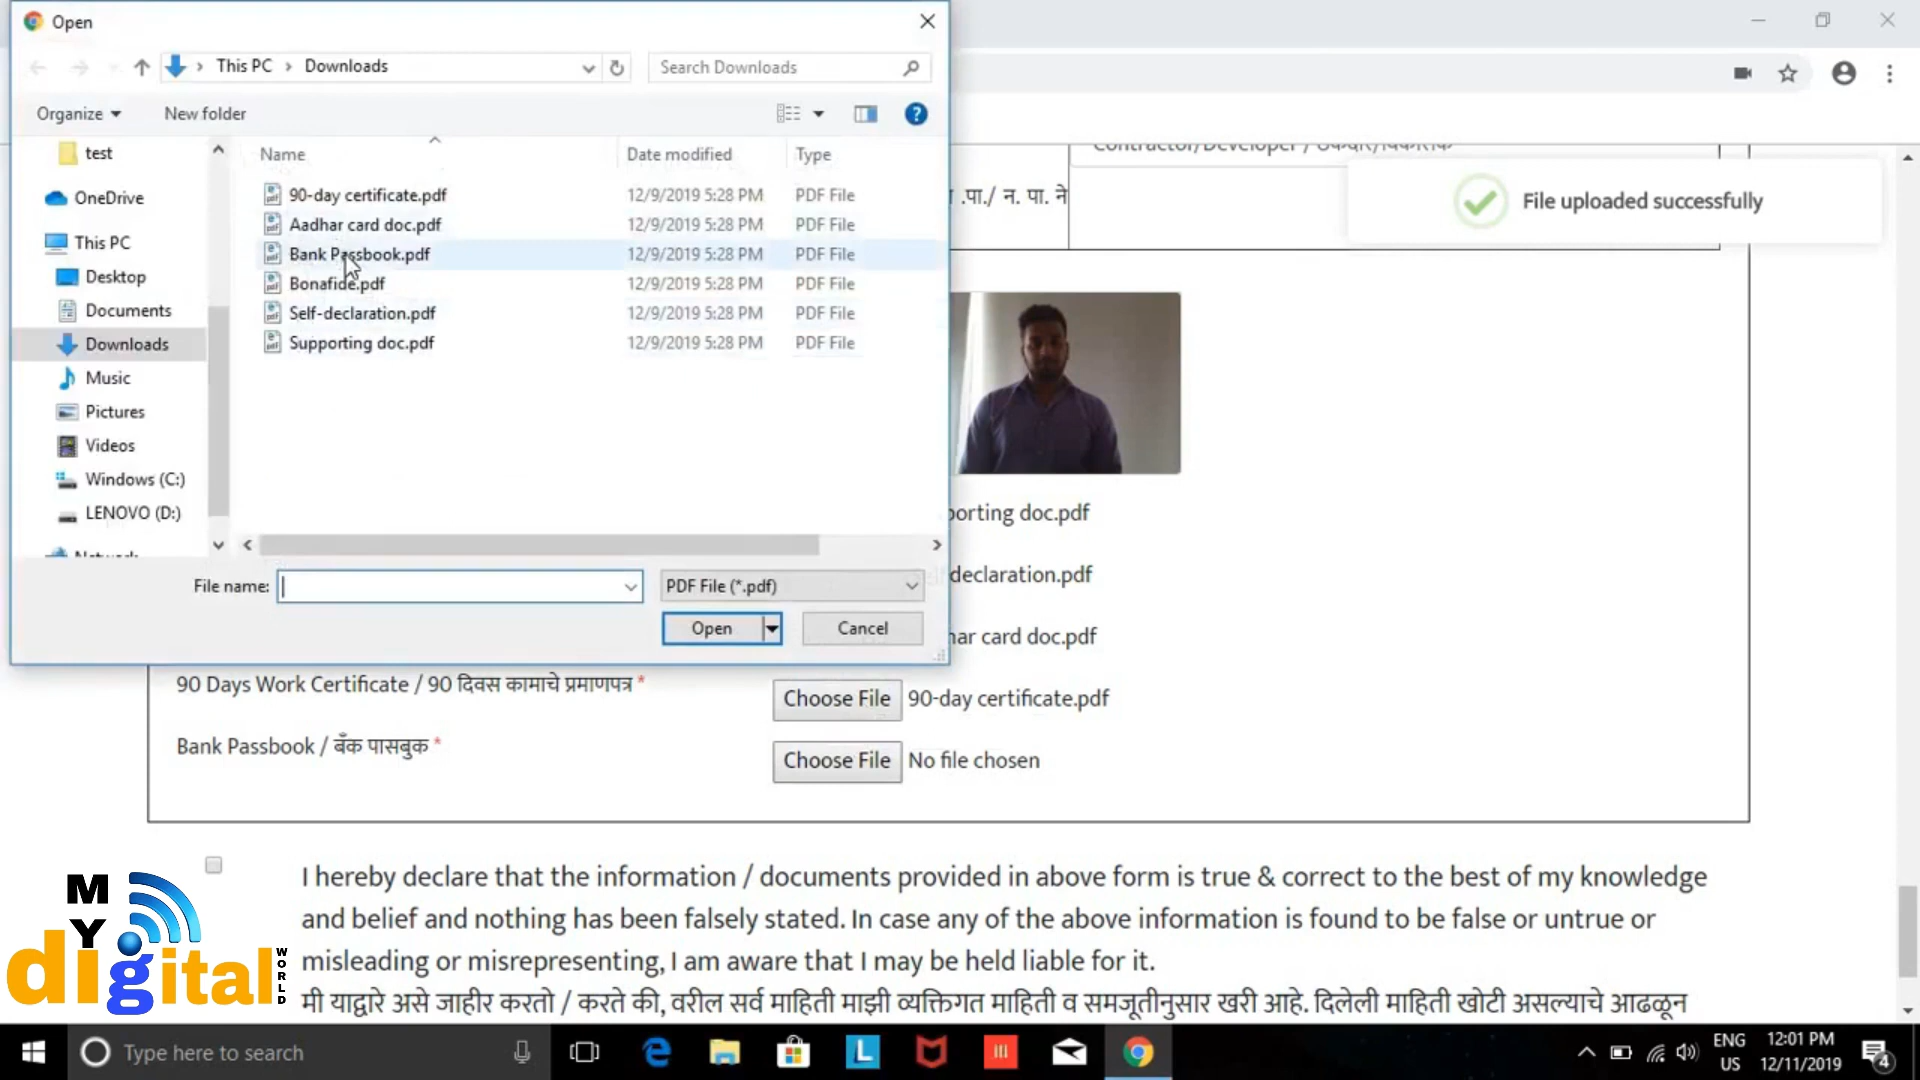 Open
This PC > Downloads
Search Downloads
Organize
New folder
Name
Date modified
Type
test
OneDrive
This PC
Desktop
Documents
Downloads
Music
Pictures
Videos
Windows (C:)
LENOVO (D:)
Network
90-day certificate.pdf 12/9/2019 5:28 PM PDF File
Aadhar card doc.pdf 12/9/2019 5:28 PM PDF File
Bank Passbook.pdf 12/9/2019 5:28 PM PDF File
Bonafide.pdf 12/9/2019 5:28 PM PDF File
Self-declaration.pdf 12/9/2019 5:28 PM PDF File
Supporting doc.pdf 12/9/2019 5:28 PM PDF File
File name:
PDF File (*.pdf)
Open
Cancel
Contractor/Developer /
.पा./ न. पा. ने
File uploaded successfully
porting doc.pdf
declaration.pdf
har card doc.pdf
90 Days Work Certificate / 90 दिवस कामाचे प्रमाणपत्र *
Choose File 90-day certificate.pdf
Bank Passbook / बँक पासबुक *
Choose File No file chosen
I hereby declare that the information / documents provided in above form is true & correct to the best of my knowledge
and belief and nothing has been falsely stated. In case any of the above information is found to be false or untrue or
misleading or misrepresenting, I am aware that I may be held liable for it.
मी याद्वारे असे जाहीर करतो / करते की, वरील सर्व माहिती माझी व्यक्तिगत माहिती व समजूतीनुसार खरी आहे. दिलेली माहिती खोटी असल्याचे आढळून
MY
digital
WORLD
Type here to search
ENG
US
12:01 PM
12/11/2019
4